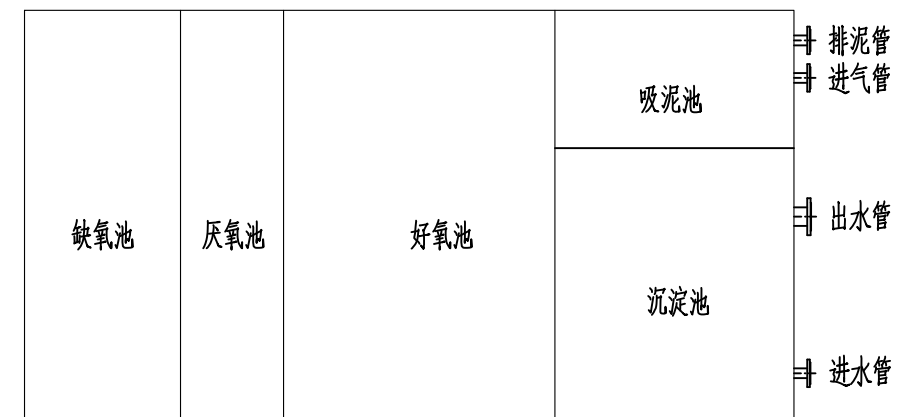 排泥管
进气管
吸泥池
出水管
缺氧池
厌氧池
好氧池
沉淀池
进水管